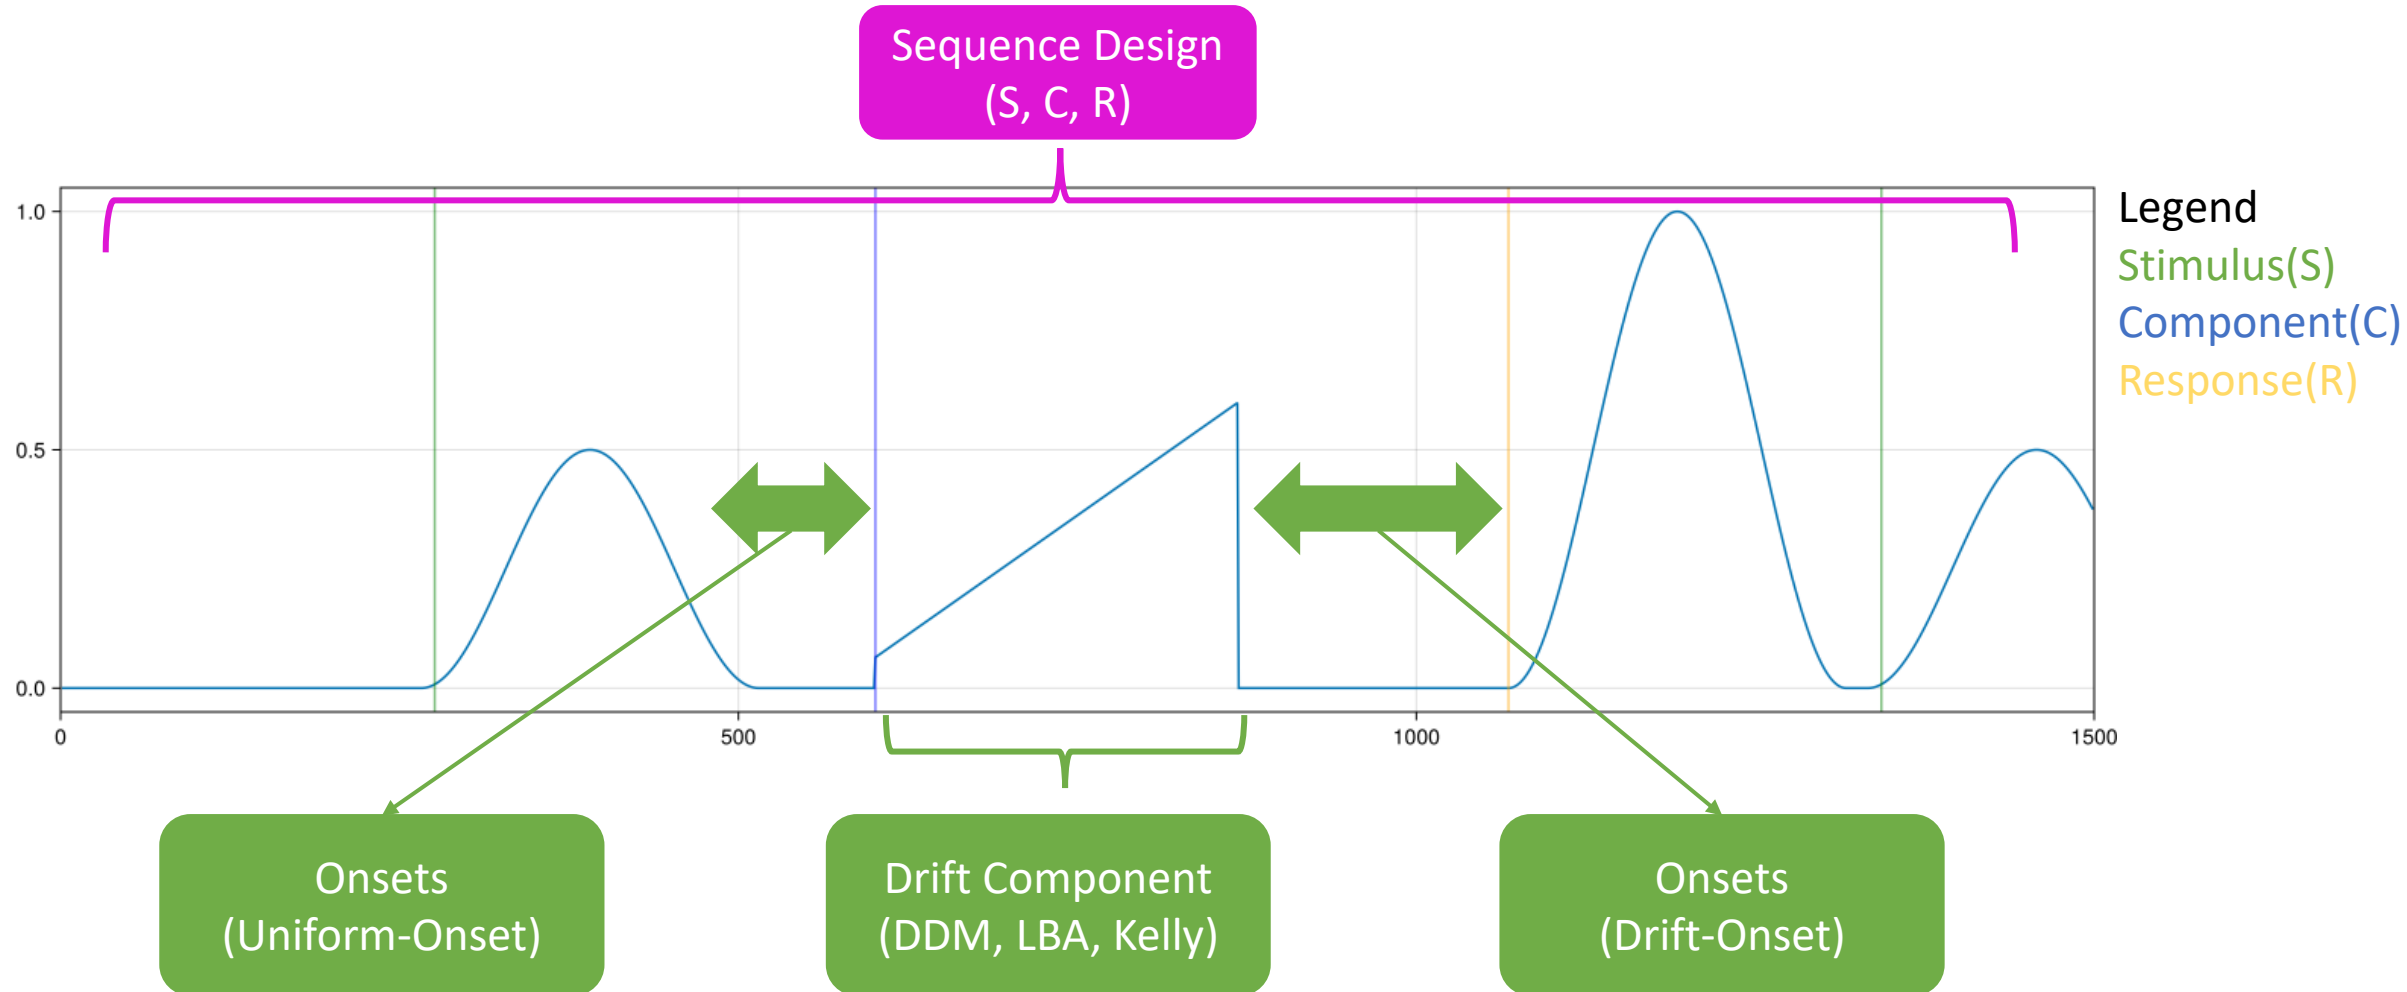 Sequence Design
(S, C, R)
1.0
0.5
0.0
0
500
1000
1500
Legend
Stimulus(S)
Component(C)
Response(R)
Onsets
(Uniform-Onset)
Drift Component
(DDM, LBA, Kelly)
Onsets
(Drift-Onset)